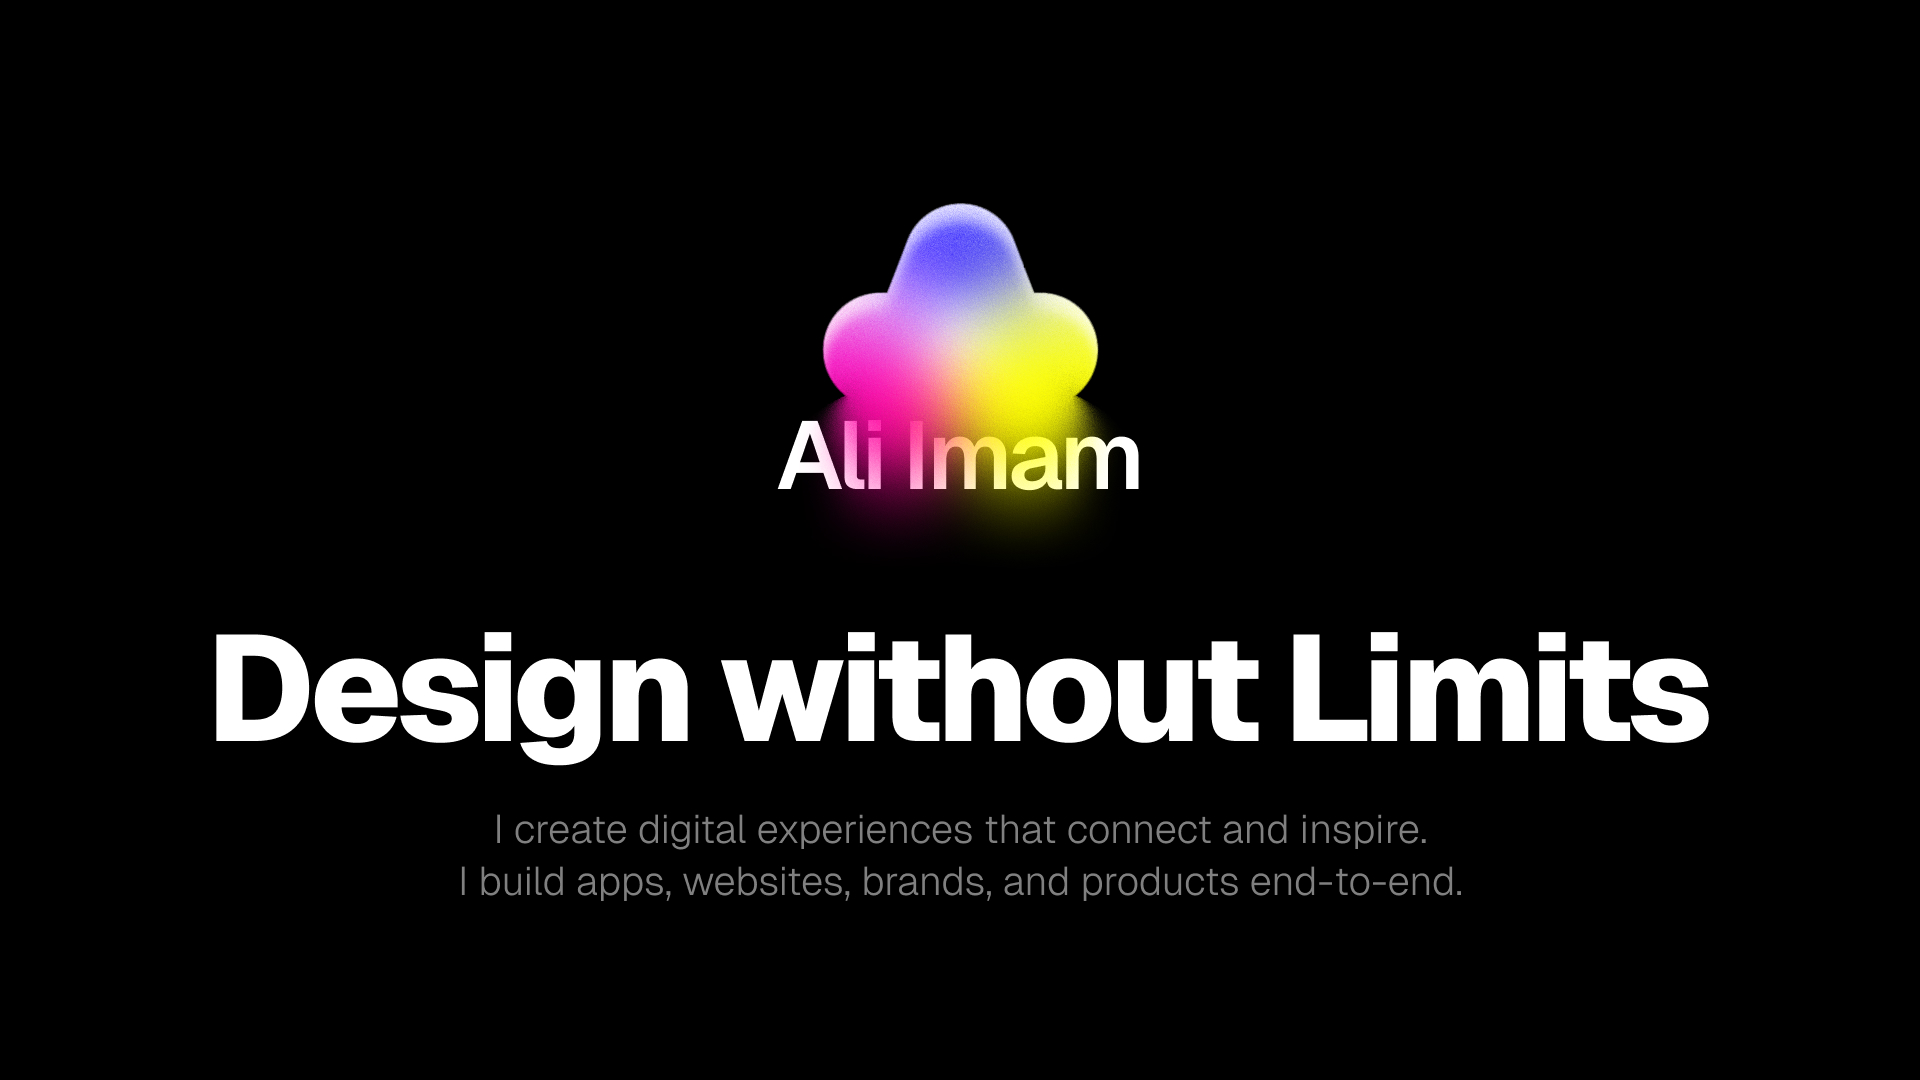 Ali Imam
Design without Limits
I create digital experiences that connect and inspire.
I build apps, websites, brands, and products end-to-end.